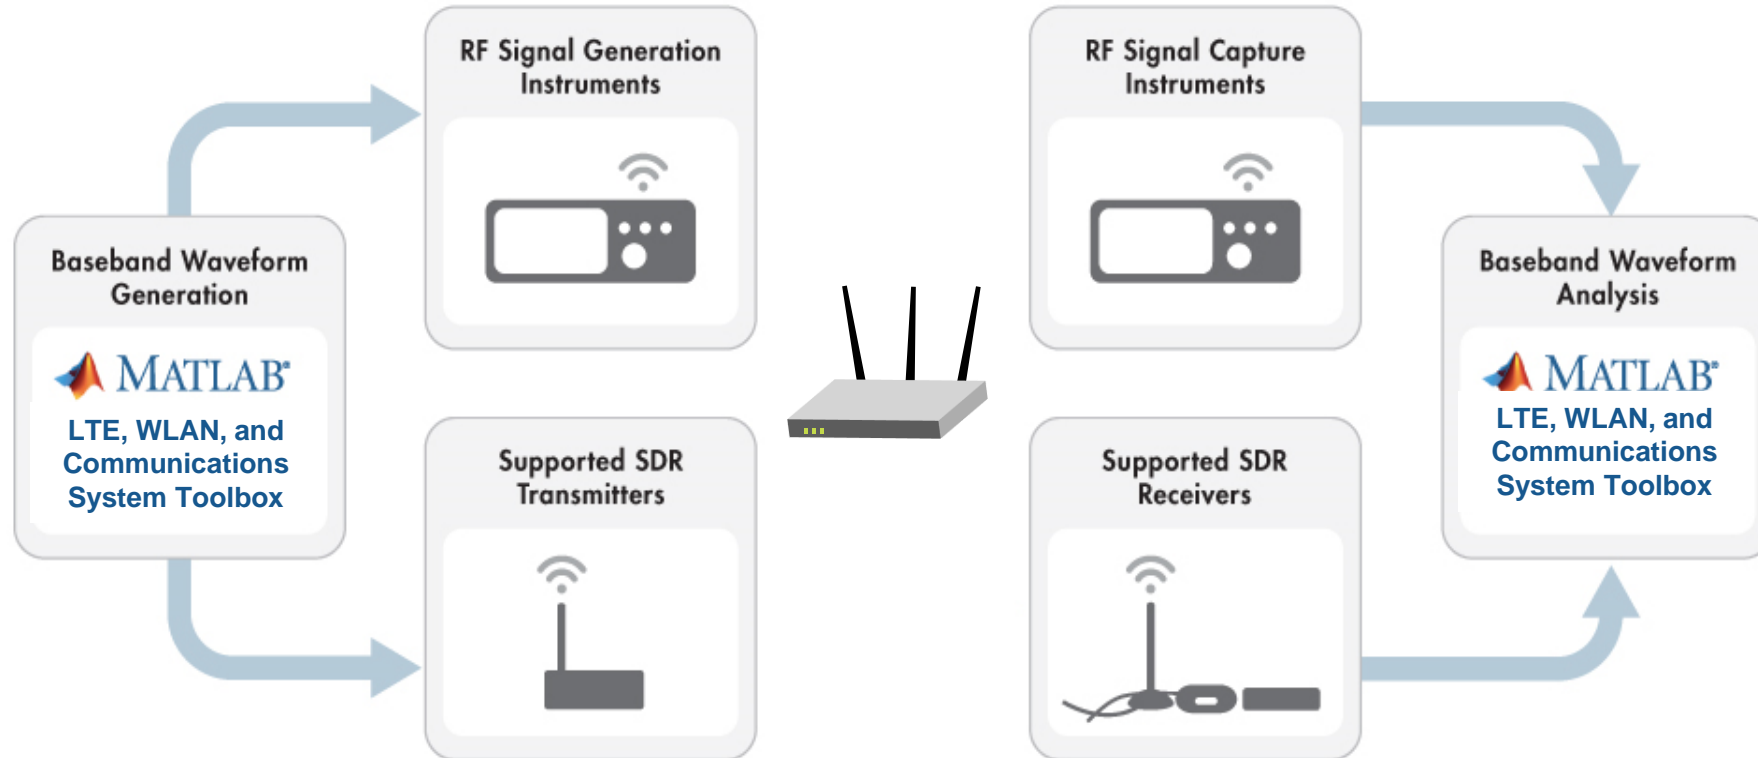 RF Signal Generation
Instruments
RF Signal Capture
Instruments
Baseband Waveform
Generation
MATLAB®
LTE, WLAN, and
Communications
System Toolbox
Baseband Waveform
Analysis
MATLAB®
LTE, WLAN, and
Communications
System Toolbox
Supported SDR
Transmitters
Supported SDR
Receivers